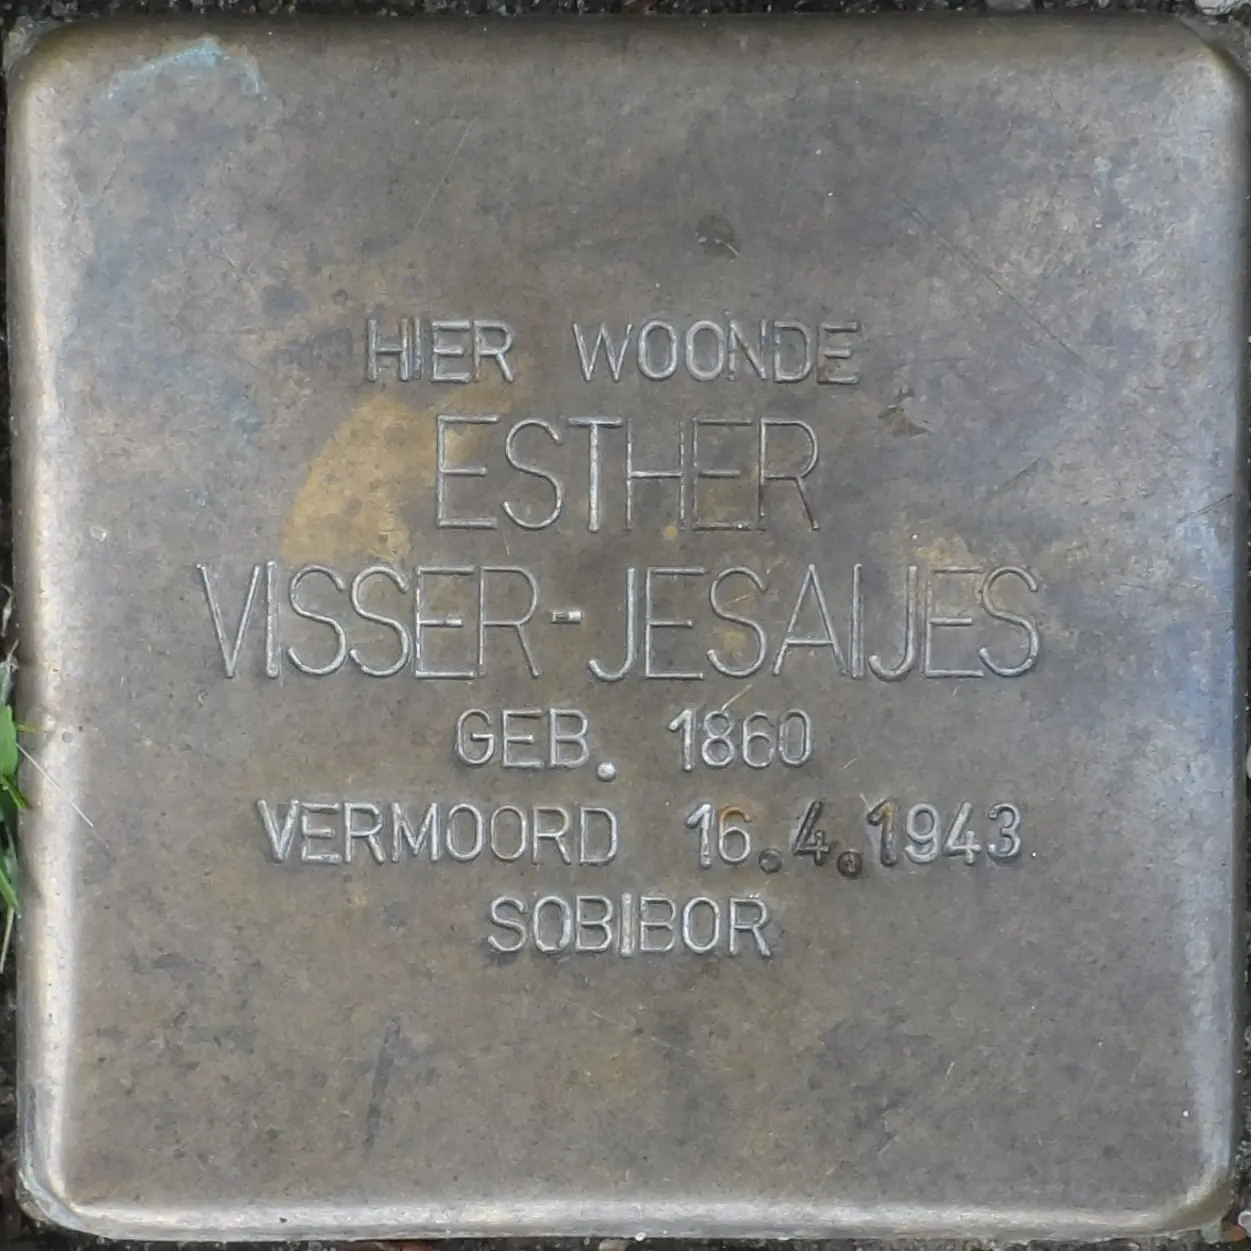 HIER WOONDE
ESTHER
VISSER-JESAIJES
GEB. 1860
VERMOORD 16.4.1943
SOBIBOR